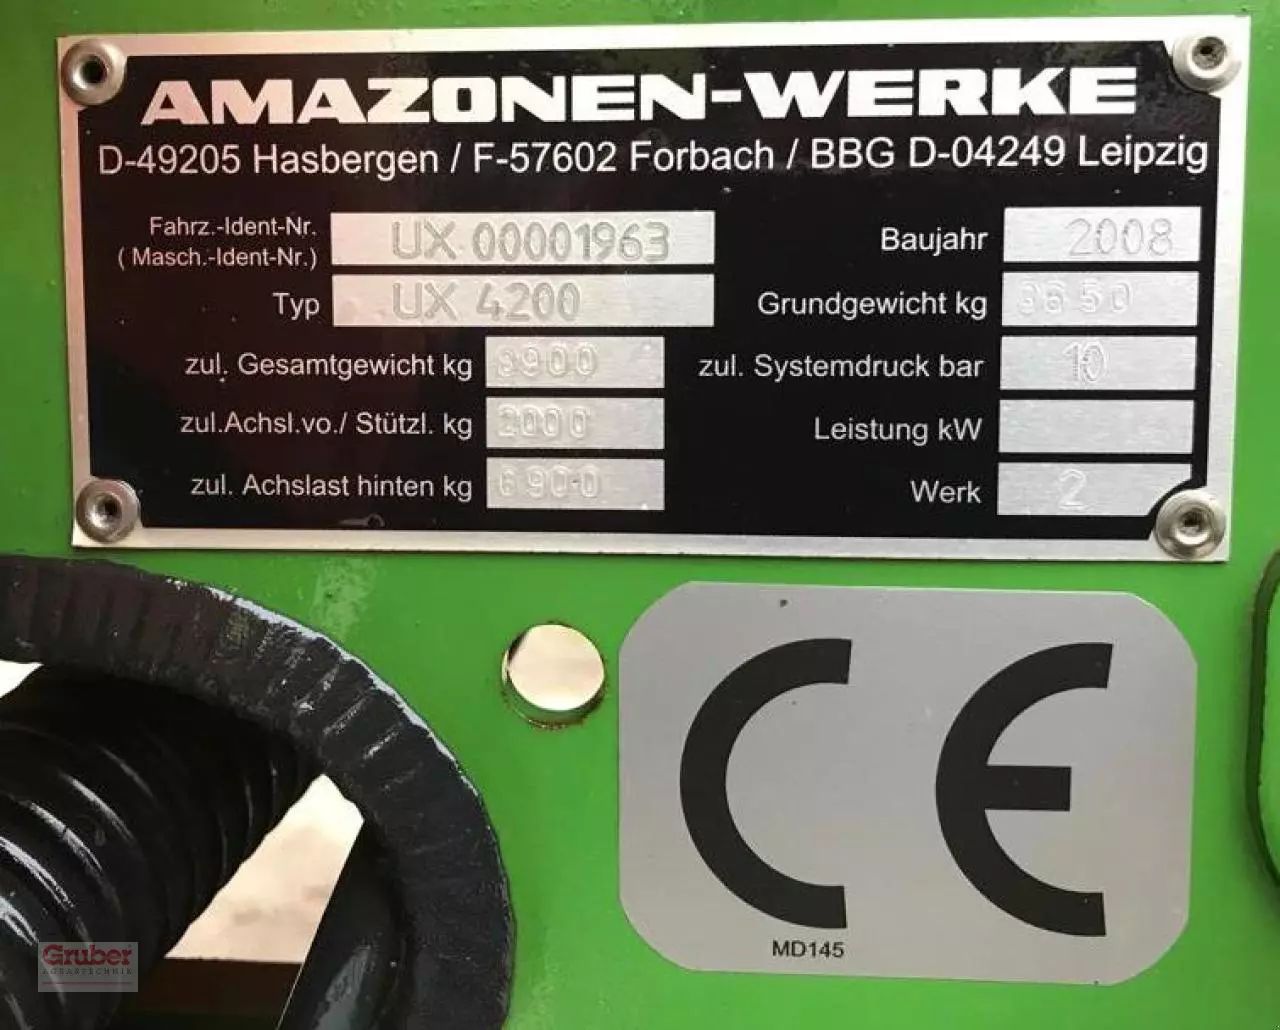 AMAZONEN-WERKE
D-49205 Hasbergen / F-57602 Forbach / BBG D-04249 Leipzig
Fahrz.-Ident-Nr.
( Masch.-Ident-Nr.) UX 00001963
Typ UX 4200
zul. Gesamtgewicht kg
zul.Achsl.vo./ Stützl. kg 2000
zul. Achslast hinten kg 6900
Baujahr 2008
Grundgewicht kg
zul. Systemdruck bar 10
Leistung kW
Werk 2
CE
MD145
Gruber
AGRARTECHNIK